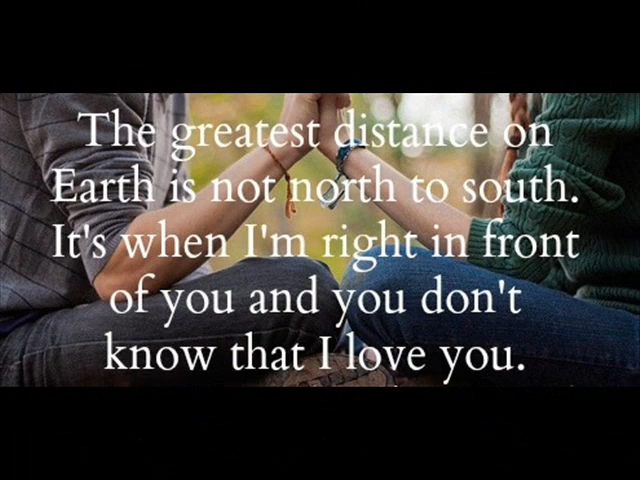 The greatest distance on
Earth is not north to south.
It's when I'm right in front
of you and you don't
know that I love you.